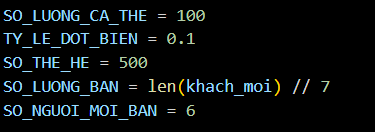 SO_LUONG_CA_THE = 100
TY_LE_DOT_BIEN = 0.1
SO_THE_HE = 500
SO_LUONG_BAN = len(khach_moi) // 7
SO_NGUOI_MOI_BAN = 6